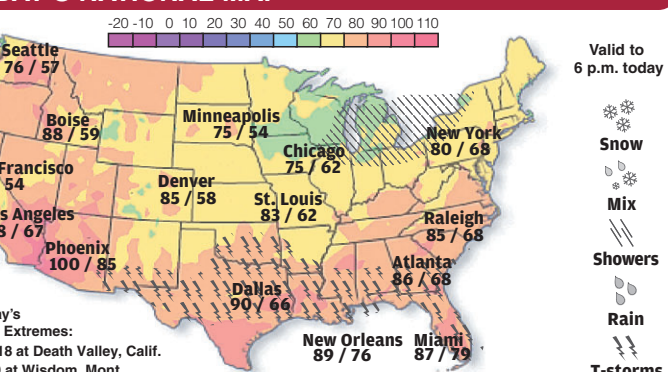 -20 -10 0 10 20 30 40 50 60 70 80 90 100 110
Seattle
76 / 57
Valid to
6 p.m. today
Boise
88 / 59
Minneapolis
75 / 54
New York
80 / 68
Chicago
75 / 62
Snow
Francisco
54
Denver
85 / 58
St. Louis
83 / 62
Mix
s Angeles
/ 67
Raleigh
85 / 68
Phoenix
100 / 85
Atlanta
86 / 68
Showers
Dallas
90 / 66
Rain
y's
Extremes:
18 at Death Valley, Calif.
at Wisdom, Mont.
New Orleans
89 / 76
Miami
87 / 79
T-storms